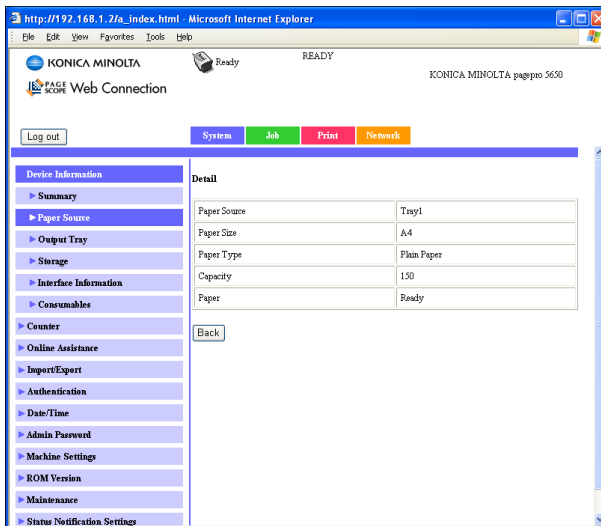 http://192.168.1.2/a_index.html - Microsoft Internet Explorer
File Edit View Favorites Tools Help
KONICA MINOLTA
Ready
READY
KONICA MINOLTA pagepro 5650
PAGE SCOPE Web Connection
Log out
System Job Print Network
Device Information
Summary
Paper Source
Output Tray
Storage
Interface Information
Consumables
Counter
Online Assistance
Import/Export
Authentication
Date/Time
Admin Password
Machine Settings
ROM Version
Maintenance
Status Notification Settings
Detail
Paper Source Tray1
Paper Size A4
Paper Type Plain Paper
Capacity 150
Paper Ready
Back